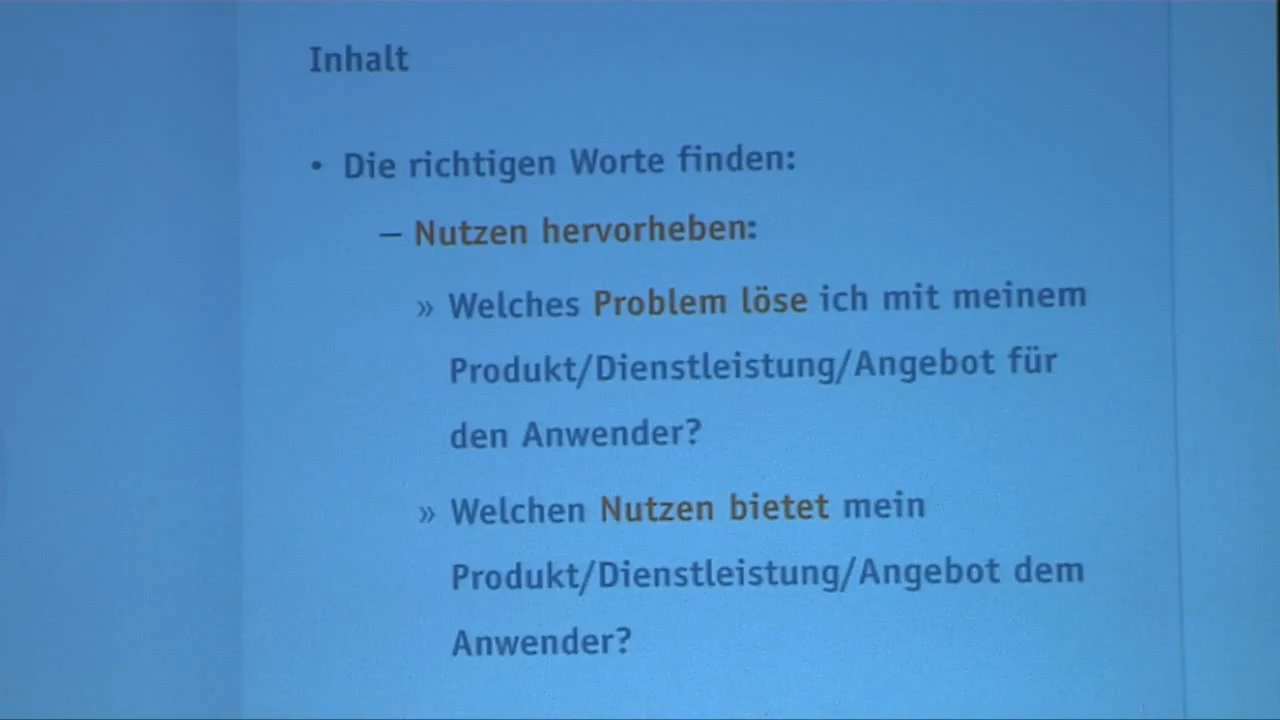 Inhalt
• Die richtigen Worte finden:
– Nutzen hervorheben:
» Welches Problem löse ich mit meinem
Produkt/Dienstleistung/Angebot für
den Anwender?
» Welchen Nutzen bietet mein
Produkt/Dienstleistung/Angebot dem
Anwender?